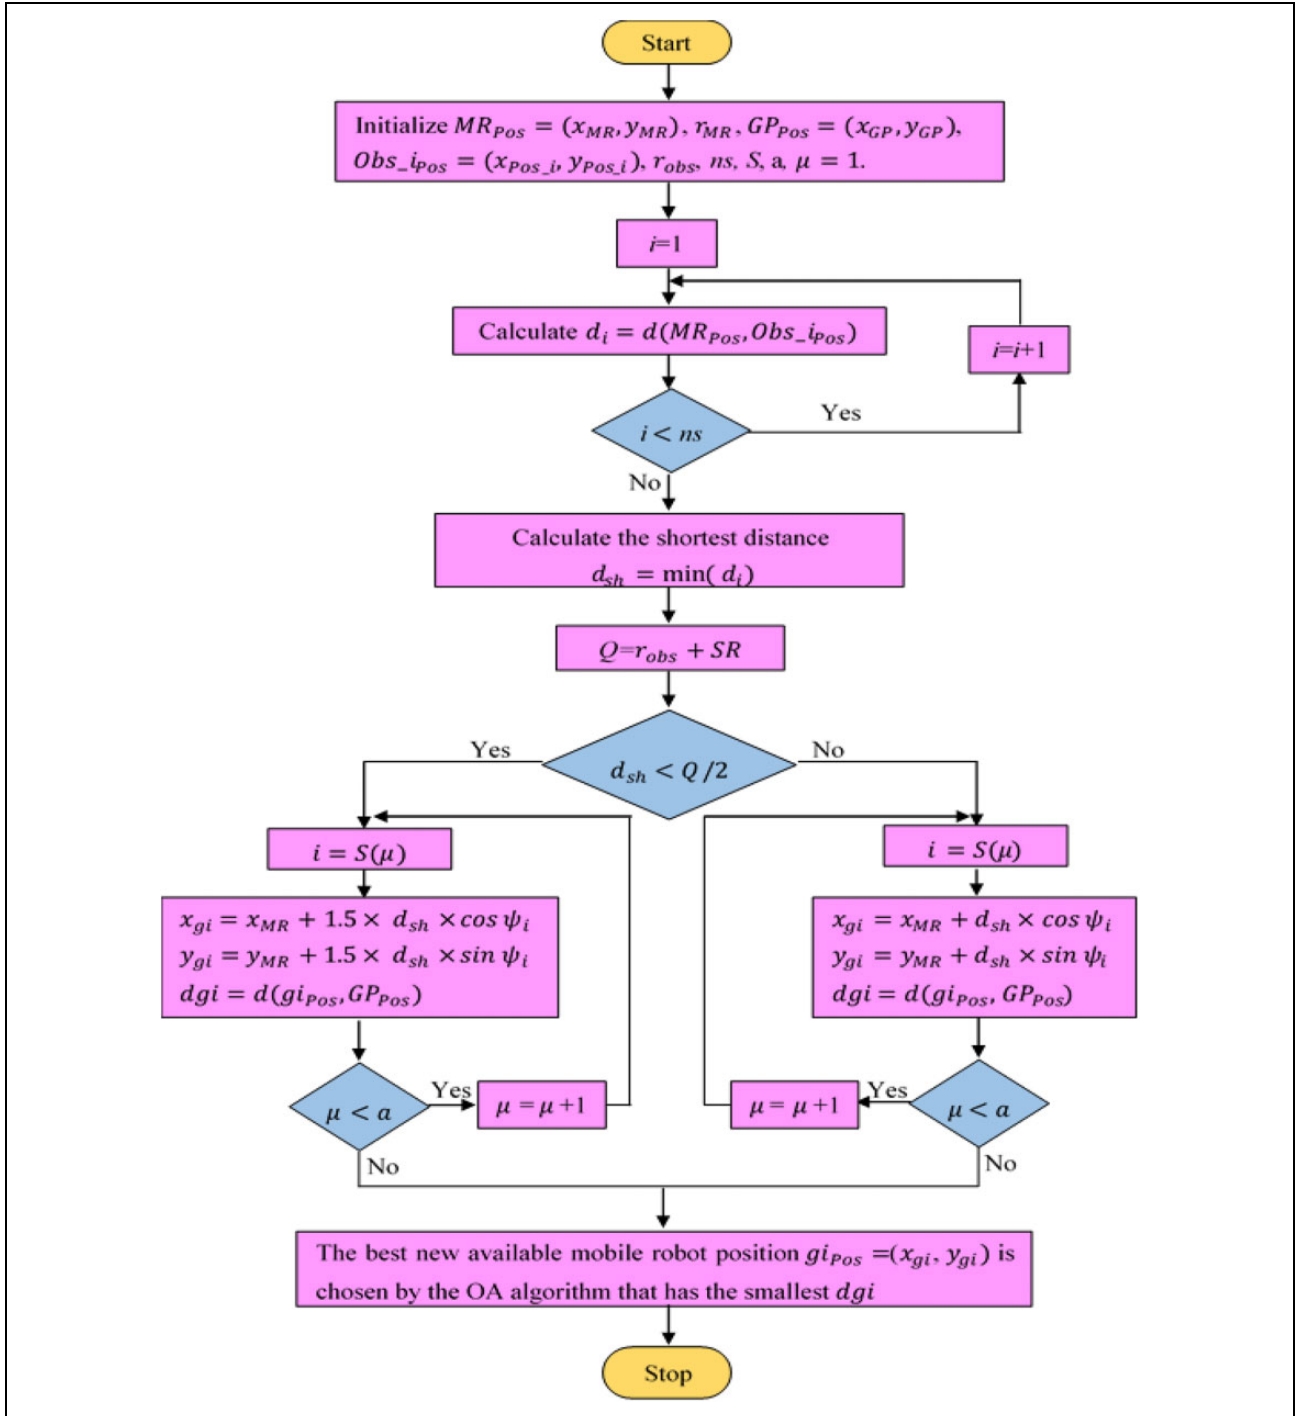 Start
Initialize MR_Pos = (x_MR, y_MR), r_MR, GP_Pos = (x_GP, y_GP),
Obs_i_Pos = (x_Pos_i, y_Pos_i), r_obs, ns, S, a, μ = 1.
i=1
Calculate d_i = d(MR_Pos, Obs_i_Pos)
i=i+1
Yes
i < ns
No
Calculate the shortest distance
d_sh = min( d_i)
Q=r_obs + SR
Yes
No
d_sh < Q /2
i = S(μ)
i = S(μ)
x_gi = x_MR + 1.5 × d_sh × cos ψ_i
y_gi = y_MR + 1.5 × d_sh × sin ψ_i
dgi = d(gi_Pos, GP_Pos)
x_gi = x_MR + d_sh × cos ψ_i
y_gi = y_MR + d_sh × sin ψ_i
dgi = d(gi_Pos, GP_Pos)
μ < a
Yes
μ = μ +1
μ = μ +1
Yes
μ < a
No
No
The best new available mobile robot position gi_Pos =(x_gi, y_gi) is
chosen by the OA algorithm that has the smallest dgi
Stop